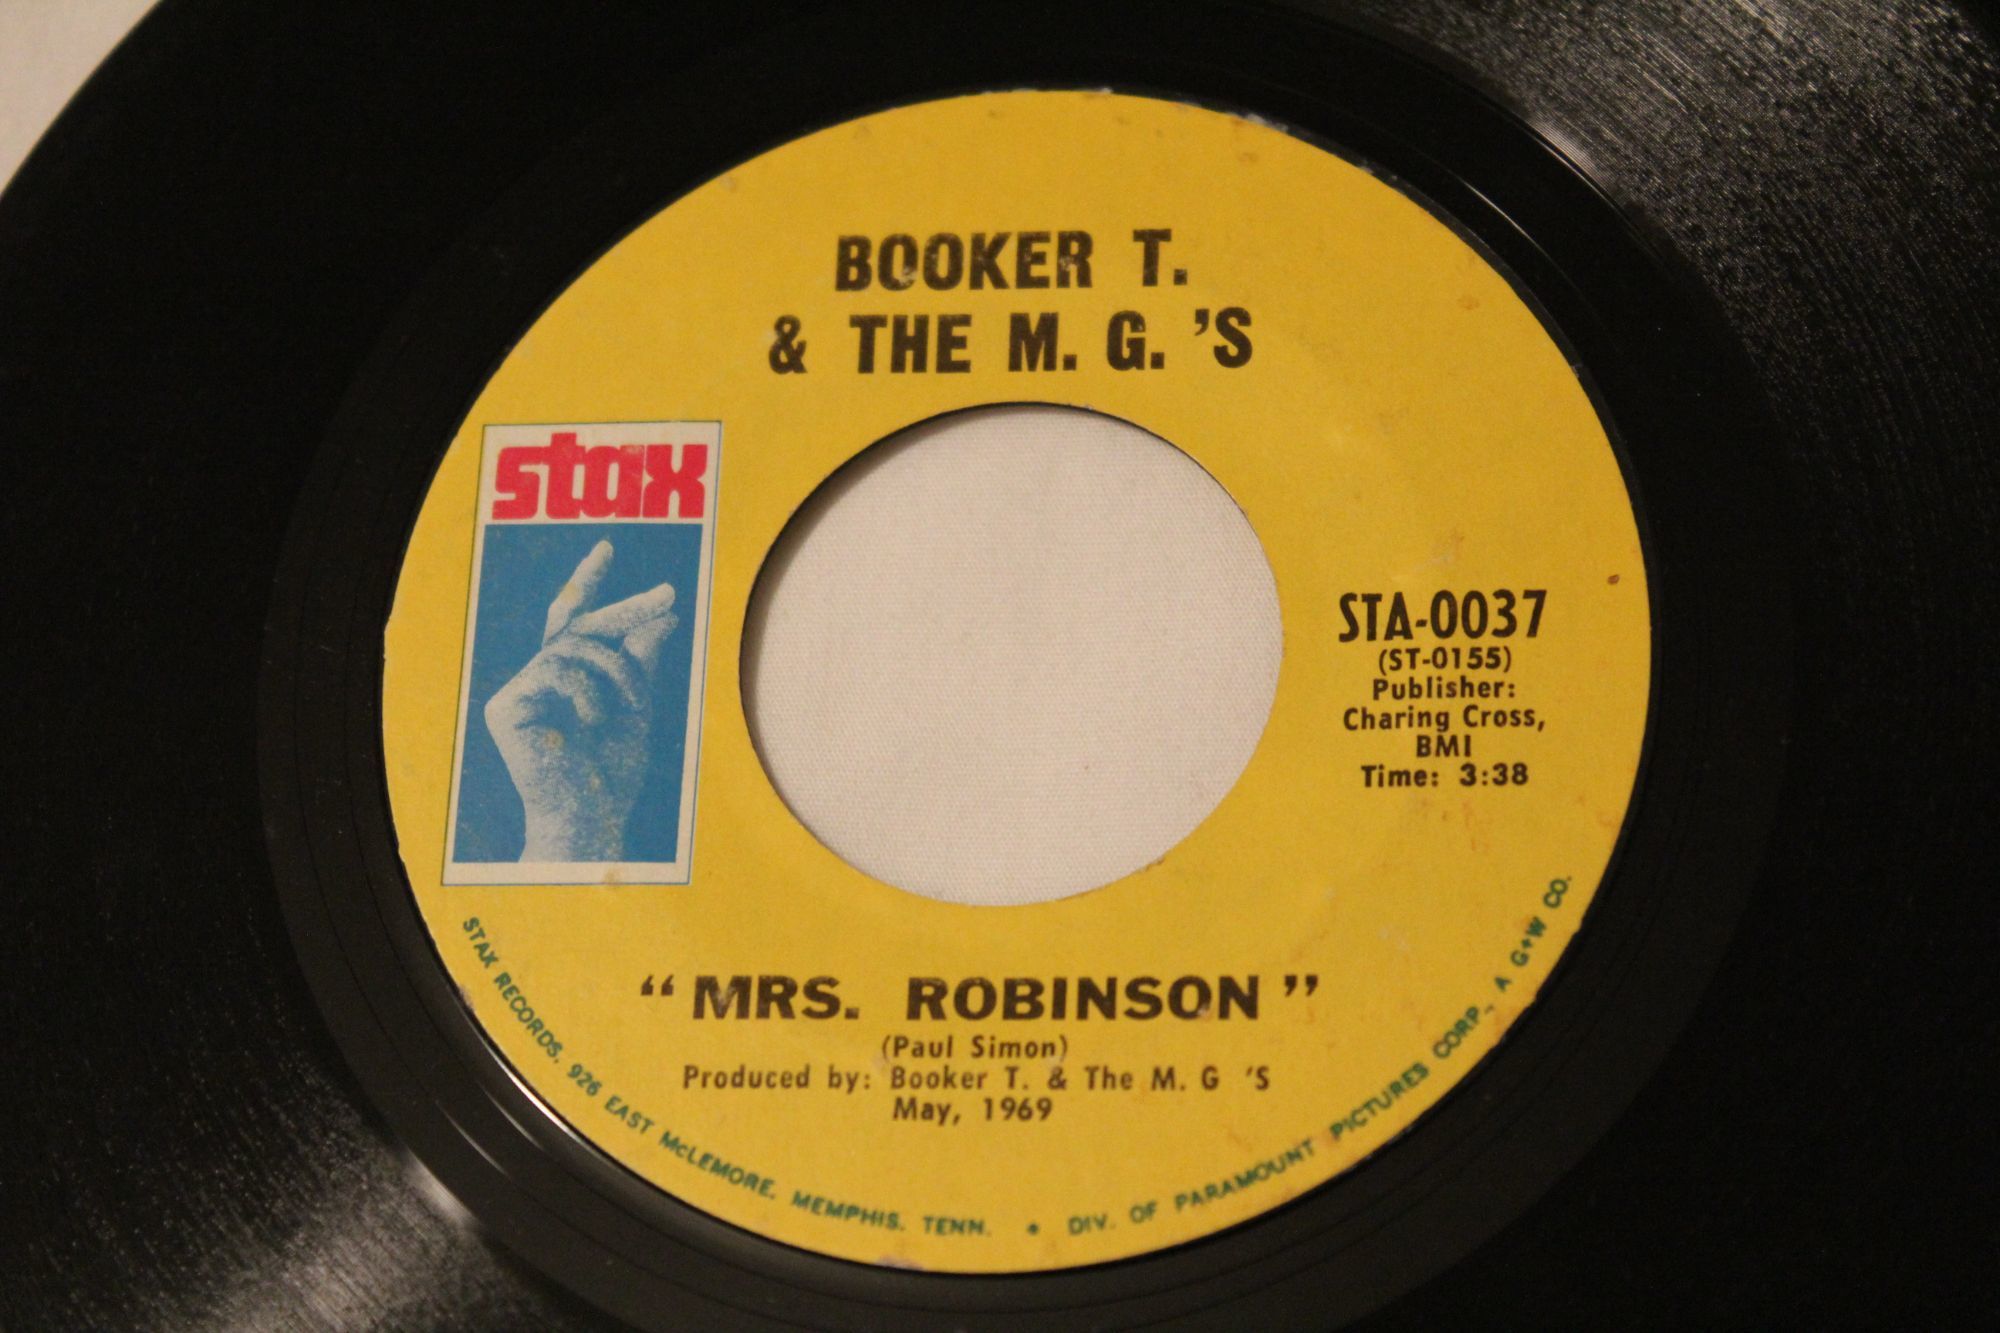 BOOKER T.
& THE M. G. 'S
stax
STA-0037
(ST-0155)
Publisher:
Charing Cross,
BMI
Time: 3:38
“MRS. ROBINSON”
(Paul Simon)
Produced by: Booker T. & The M. G 'S
May, 1969
STAX RECORDS, 926 EAST McLEMORE, MEMPHIS, TENN. • DIV. OF PARAMOUNT PICTURES CORP., A G+W CO.